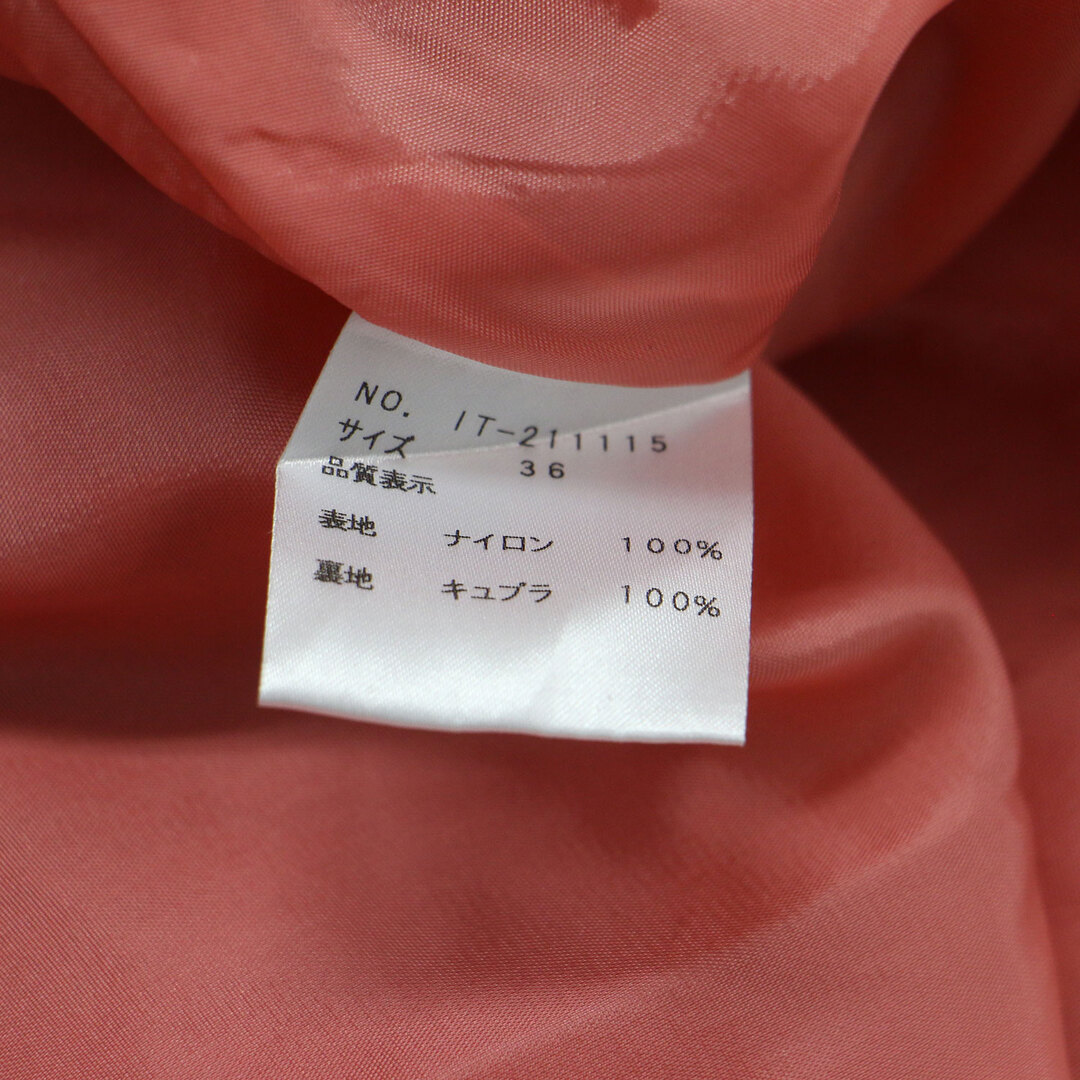 NO. IT-211115
サイズ 36
品質表示
表地 ナイロン 100%
裏地 キュプラ 100%